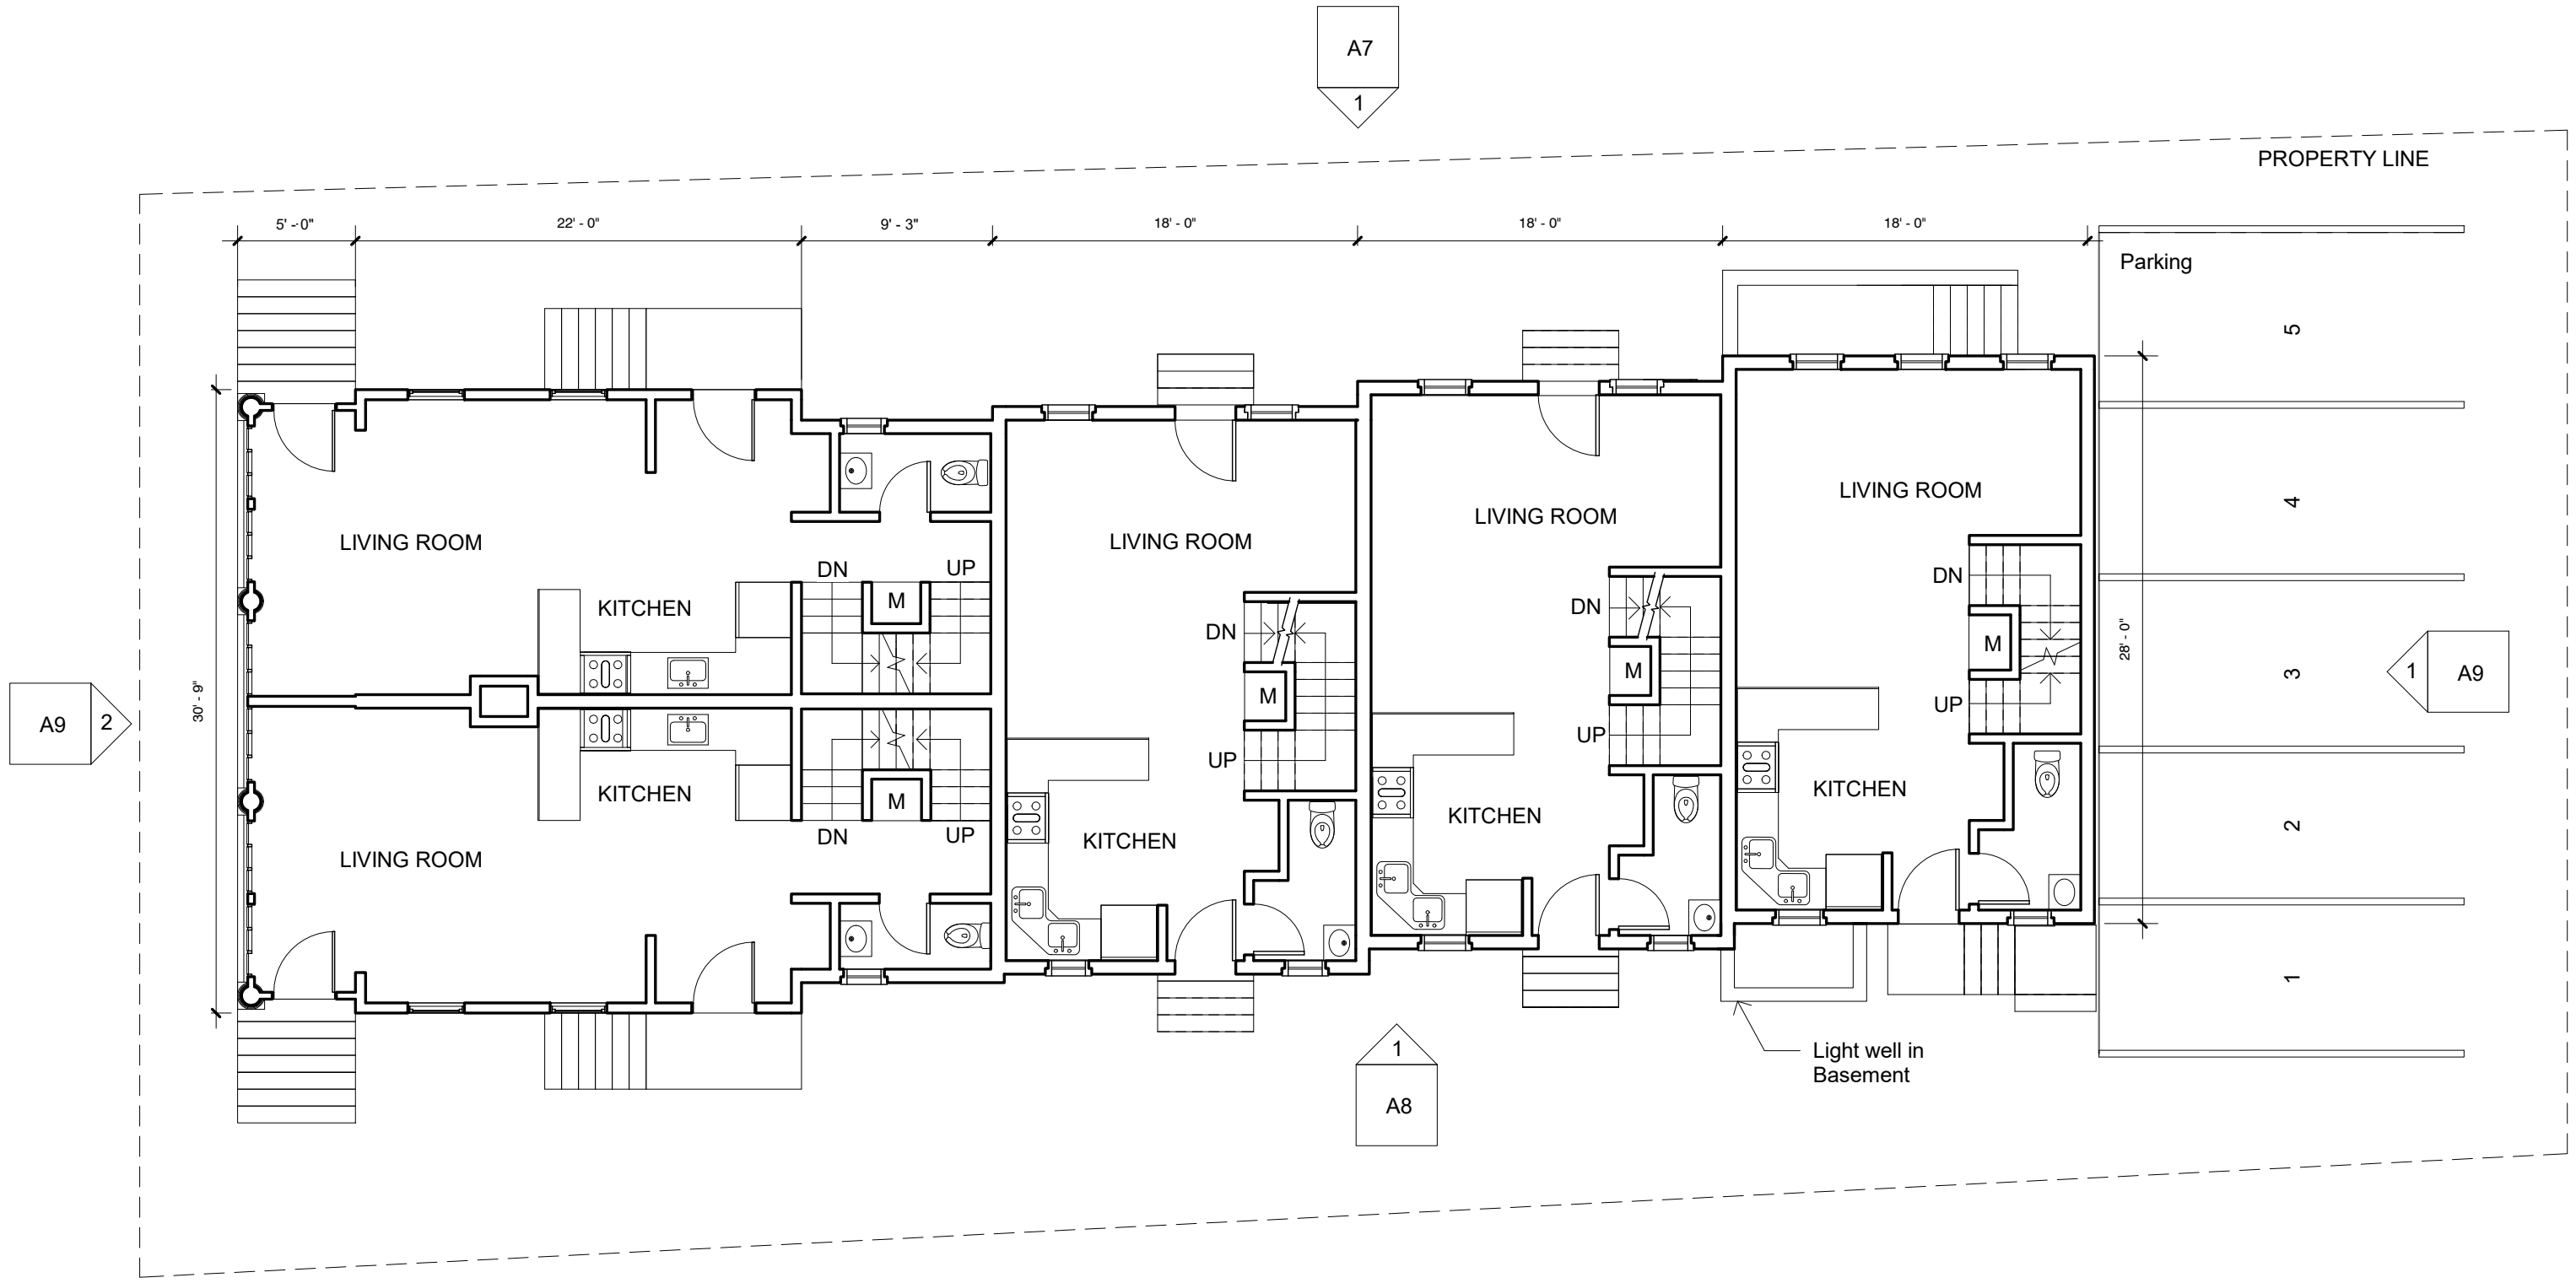 A7
1
PROPERTY LINE
5' - 0"
22' - 0"
9' - 3"
18' - 0"
18' - 0"
18' - 0"
Parking
5
4
3
2
1
LIVING ROOM
KITCHEN
DN
UP
M
LIVING ROOM
KITCHEN
DN
UP
M
LIVING ROOM
DN
M
UP
KITCHEN
LIVING ROOM
DN
M
UP
KITCHEN
LIVING ROOM
DN
M
UP
KITCHEN
28' - 0"
30' - 9"
A9
2
1
A9
1
A8
Light well in
Basement